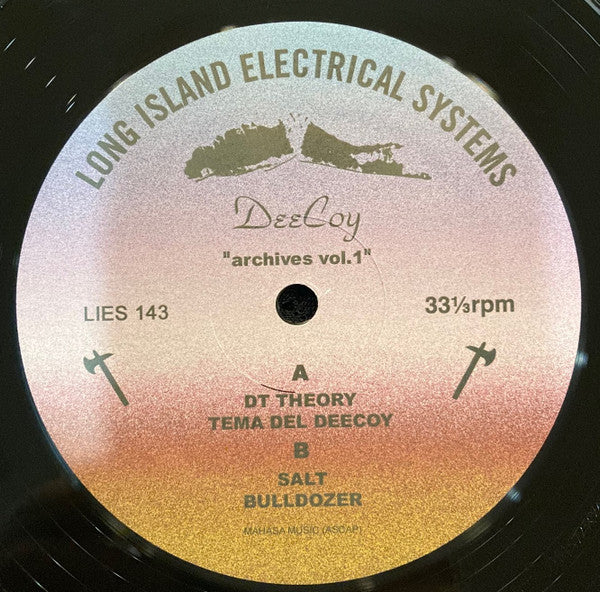 LONG ISLAND ELECTRICAL SYSTEMS
DeeCoy
"archives vol.1"
LIES 143
33⅓rpm
A
DT THEORY
TEMA DEL DEECOY
B
SALT
BULLDOZER
MAHASA MUSIC (ASCAP)